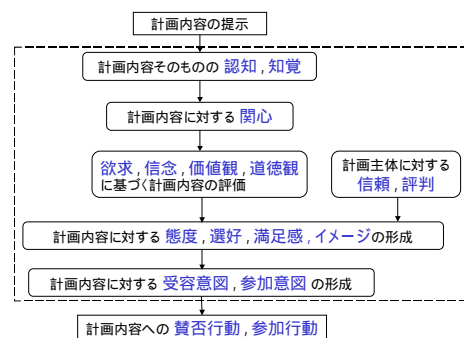 計画内容の提示
計画内容そのものの 認知 , 知覚
計画内容に対する 関心
欲求 , 信念 , 価値観 , 道徳観
に基づく計画内容の評価
計画主体に対する
信頼 , 評判
計画内容に対する 態度 , 選好 , 満足感 , イメージの形成
計画内容に対する 受容意図 , 参加意図 の形成
計画内容への 賛否行動 , 参加行動